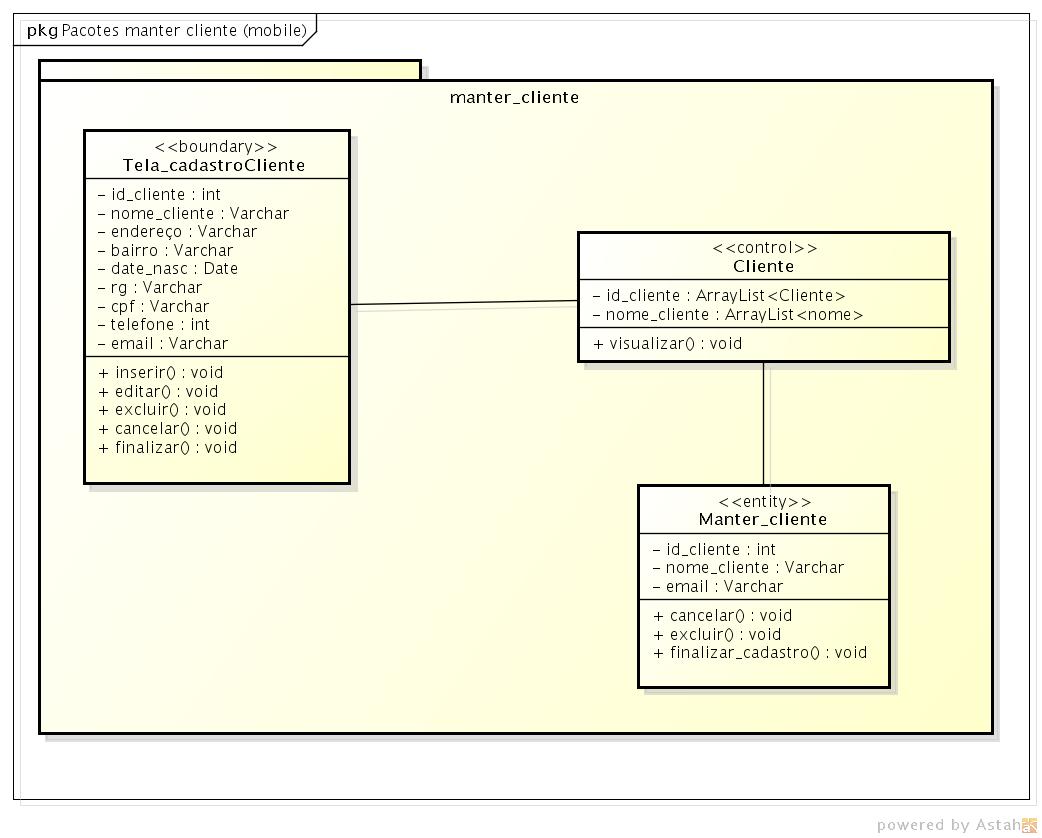 pkg Pacotes manter cliente (mobile)
manter_cliente
<<boundary>>
Tela_cadastroCliente
- id_cliente : int
- nome_cliente : Varchar
- endereço : Varchar
- bairro : Varchar
- date_nasc : Date
- rg : Varchar
- cpf : Varchar
- telefone : int
- email : Varchar
+ inserir() : void
+ editar() : void
+ excluir() : void
+ cancelar() : void
+ finalizar() : void
<<control>>
Cliente
- id_cliente : ArrayList<Cliente>
- nome_cliente : ArrayList<nome>
+ visualizar() : void
<<entity>>
Manter_cliente
- id_cliente : int
- nome_cliente : Varchar
- email : Varchar
+ cancelar() : void
+ excluir() : void
+ finalizar_cadastro() : void
powered by Astah